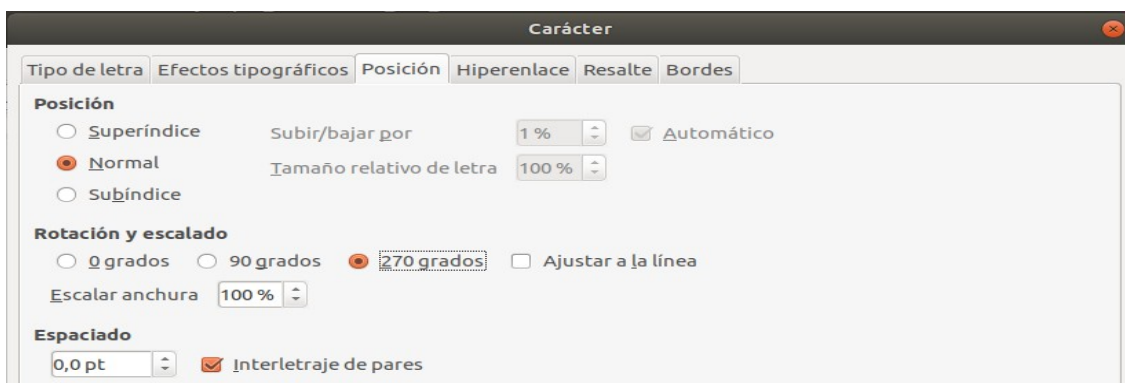 Carácter
Tipo de letra Efectos tipográficos Posición Hiperenlace Resalte Bordes
Posición
Superíndice Subir/bajar por 1 % Automático
Normal Tamaño relativo de letra 100 %
Subíndice
Rotación y escalado
0 grados 90 grados 270 grados Ajustar a la línea
Escalar anchura 100 %
Espaciado
0,0 pt Interletraje de pares